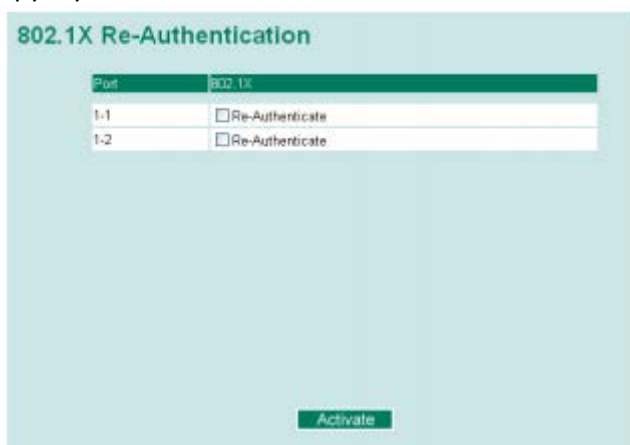 802.1X Re-Authentication
Port 802.1X
1-1 Re-Authenticate
1-2 Re-Authenticate
Activate